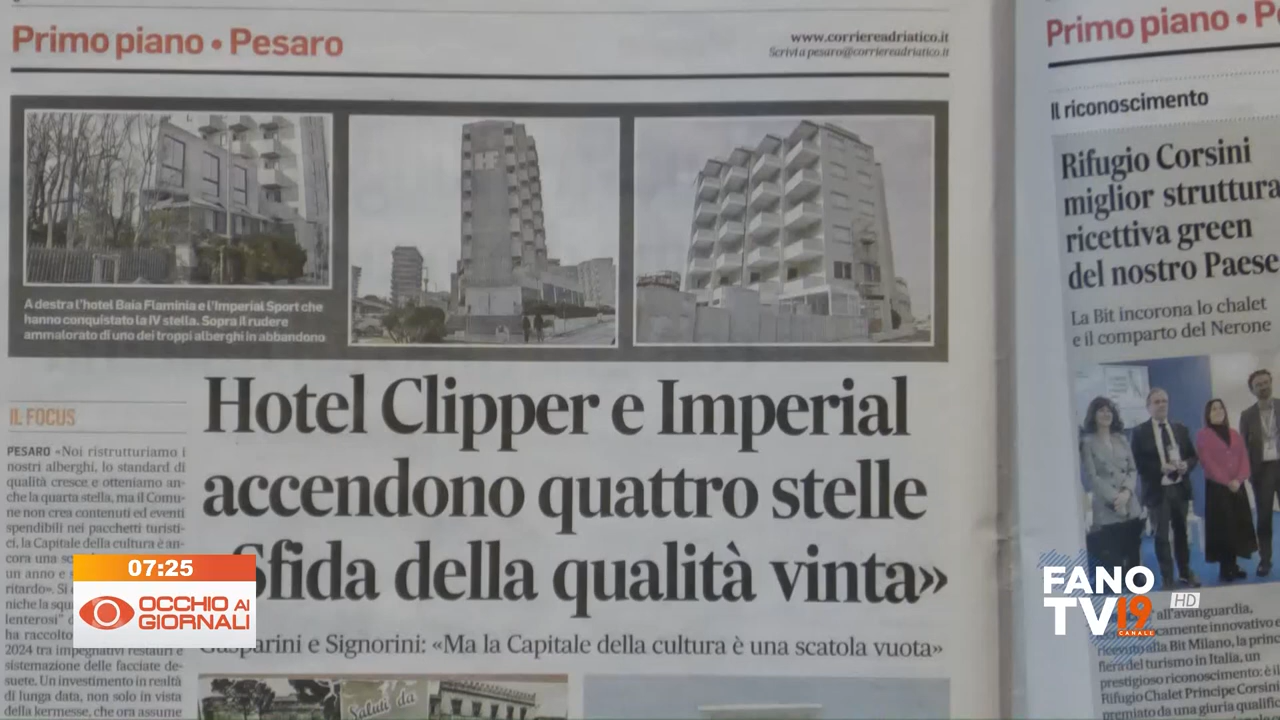 Primo piano • Pesaro
www.corriereadriatico.it
Scrivi a pesaro@corriereadriatico.it
A destra l'hotel Baia Flaminia e l'Imperial Sport che
hanno conquistato la IV stella. Sopra il rudere
ammalorato di uno dei troppi alberghi in abbandono
Hotel Clipper e Imperial
accendono quattro stelle
Sfida della qualità vinta»
Gasparini e Signorini: «Ma la Capitale della cultura è una scatola vuota»
IL FOCUS
PESARO «Noi ristrutturiamo i
nostri alberghi, lo standard di
qualità cresce e otteniamo an-
che la quarta stella, ma il Comu-
ne non crea contenuti ed eventi
spendibili nei pacchetti turisti-
ci, la Capitale della cultura è an-
cora una
un anno e
ritardo». Si
niche la squ
lenterosi"
ha raccolto
2024 tra impegnativi restauri e
sistemazione delle facciate de-
suete. Un investimento in realtà
di lunga data, non solo in vista
della kermesse, che ora assume
Saluti da
Primo piano •
Il riconoscimento
Rifugio Corsini
miglior struttura
ricettiva green
del nostro Paese
La Bit incorona lo chalet
e il comparto del Nerone
all'avanguardia,
camente innovativo
alla Bit Milano, la
fiera del turismo in Italia, un
prestigioso riconoscimento: è il
Rifugio Chalet Principe Corsini
premiato da una giuria
07:25
OCCHIO AI
GIORNALI
FANO
TV19
CANALE
HD